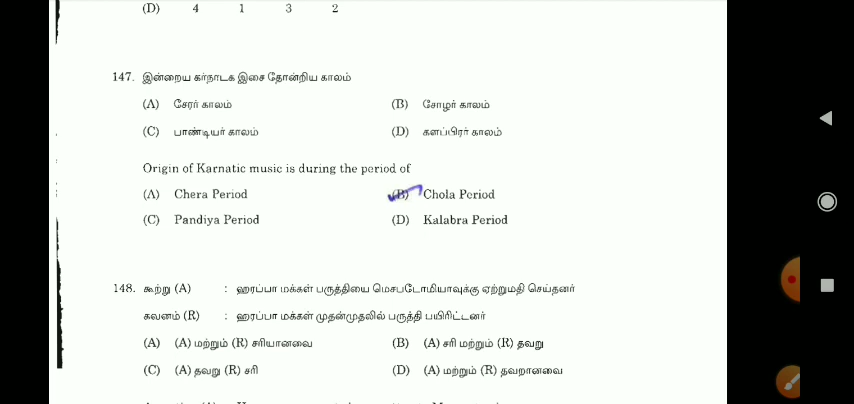 (D) 4 1 3 2
147. இன்றைய கர்நாடக இசை தோன்றிய காலம்
(A) சேரர் காலம் (B) சோழர் காலம்
(C) பாண்டியர் காலம் (D) களப்பிரர் காலம்
Origin of Karnatic music is during the period of
(A) Chera Period (B) Chola Period
(C) Pandiya Period (D) Kalabra Period
148. கூற்று (A) : ஹரப்பா மக்கள் பருத்தியை மெசபடோமியாவுக்கு ஏற்றுமதி செய்தனர்
கவனம் (R) : ஹரப்பா மக்கள் முதன்முதலில் பருத்தி பயிரிட்டனர்
(A) (A) மற்றும் (R) சரியானவை (B) (A) சரி மற்றும் (R) தவறு
(C) (A) தவறு (R) சரி (D) (A) மற்றும் (R) தவறானவை